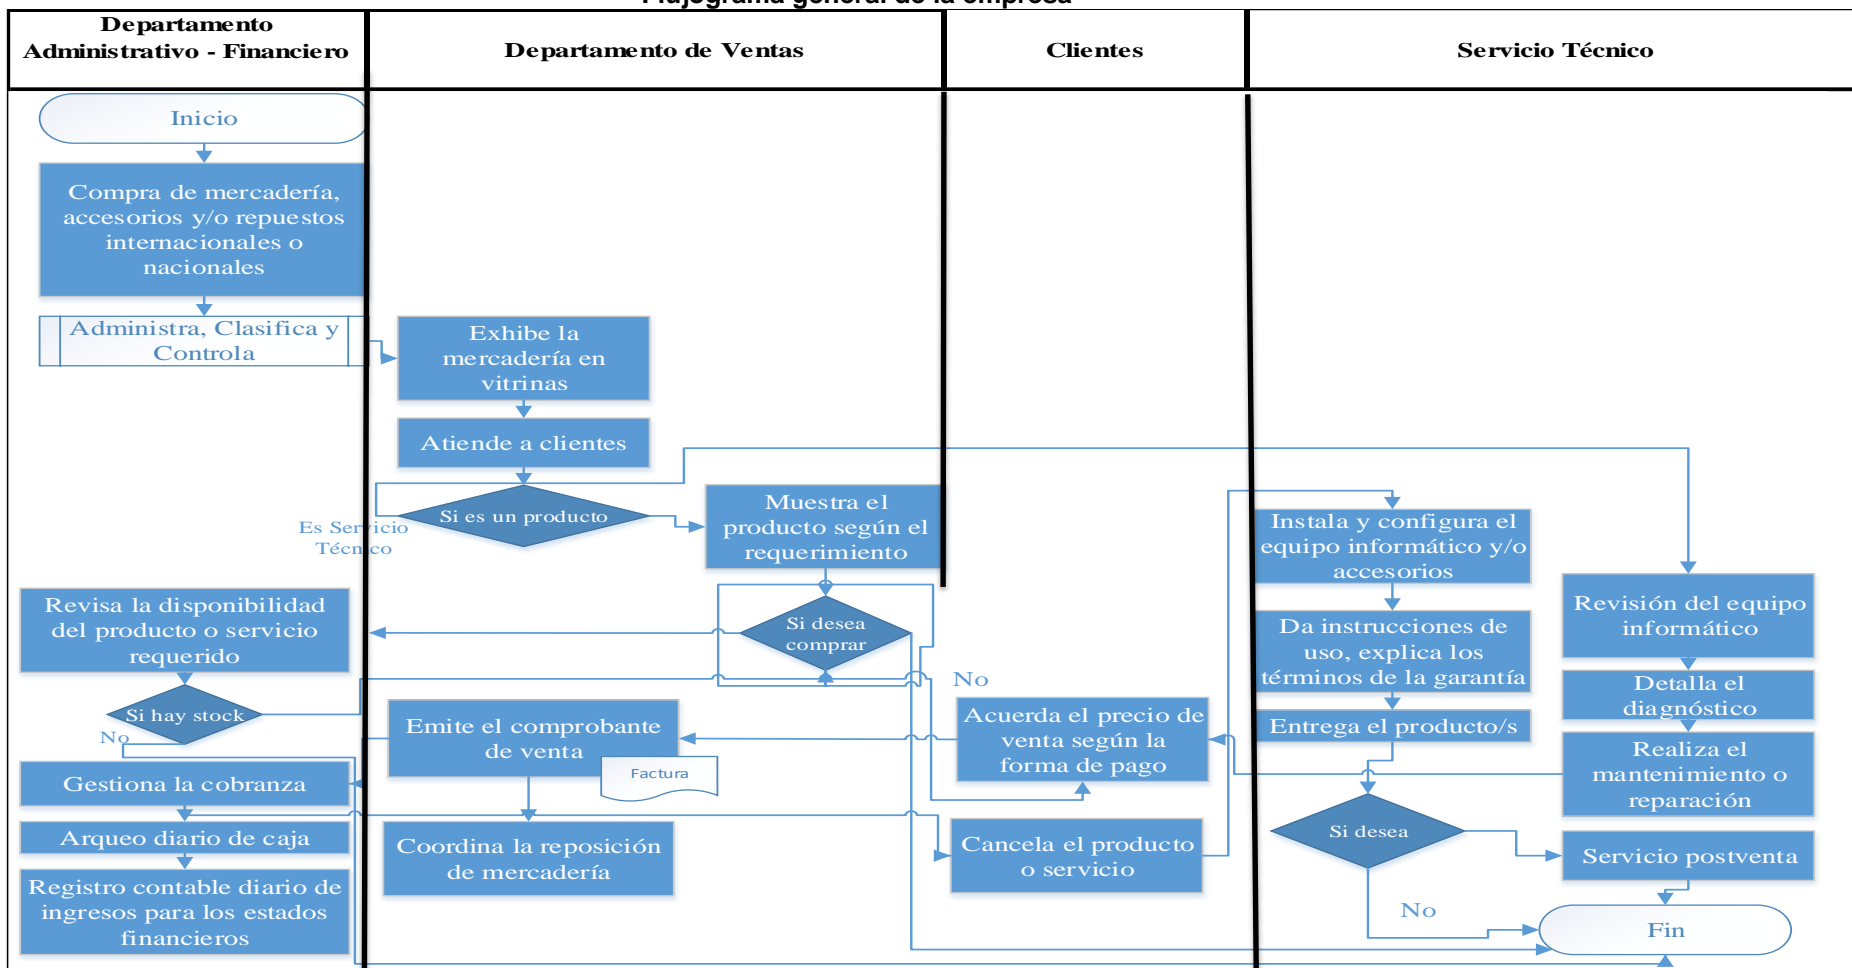 Flujograma general de la empresa
Departamento
Administrativo - Financiero
Departamento de Ventas
Clientes
Servicio Técnico
Inicio
Compra de mercadería,
accesorios y/o repuestos
internacionales o
nacionales
Administra, Clasifica y
Controla
Exhibe la
mercadería en
vitrinas
Atiende a clientes
Si es un producto
Es Servicio
Técnico
Muestra el
producto según el
requerimiento
Si desea
comprar
Revisa la disponibilidad
del producto o servicio
requerido
Si hay stock
No
Gestiona la cobranza
Arqueo diario de caja
Registro contable diario de
ingresos para los estados
financieros
Emite el comprobante
de venta
Factura
Coordina la reposición
de mercadería
No
Acuerda el precio de
venta según la
forma de pago
Cancela el producto
o servicio
Instala y configura el
equipo informático y/o
accesorios
Da instrucciones de
uso, explica los
términos de la garantía
Entrega el producto/s
Si desea
No
Revisión del equipo
informático
Detalla el
diagnóstico
Realiza el
mantenimiento o
reparación
Servicio postventa
Fin